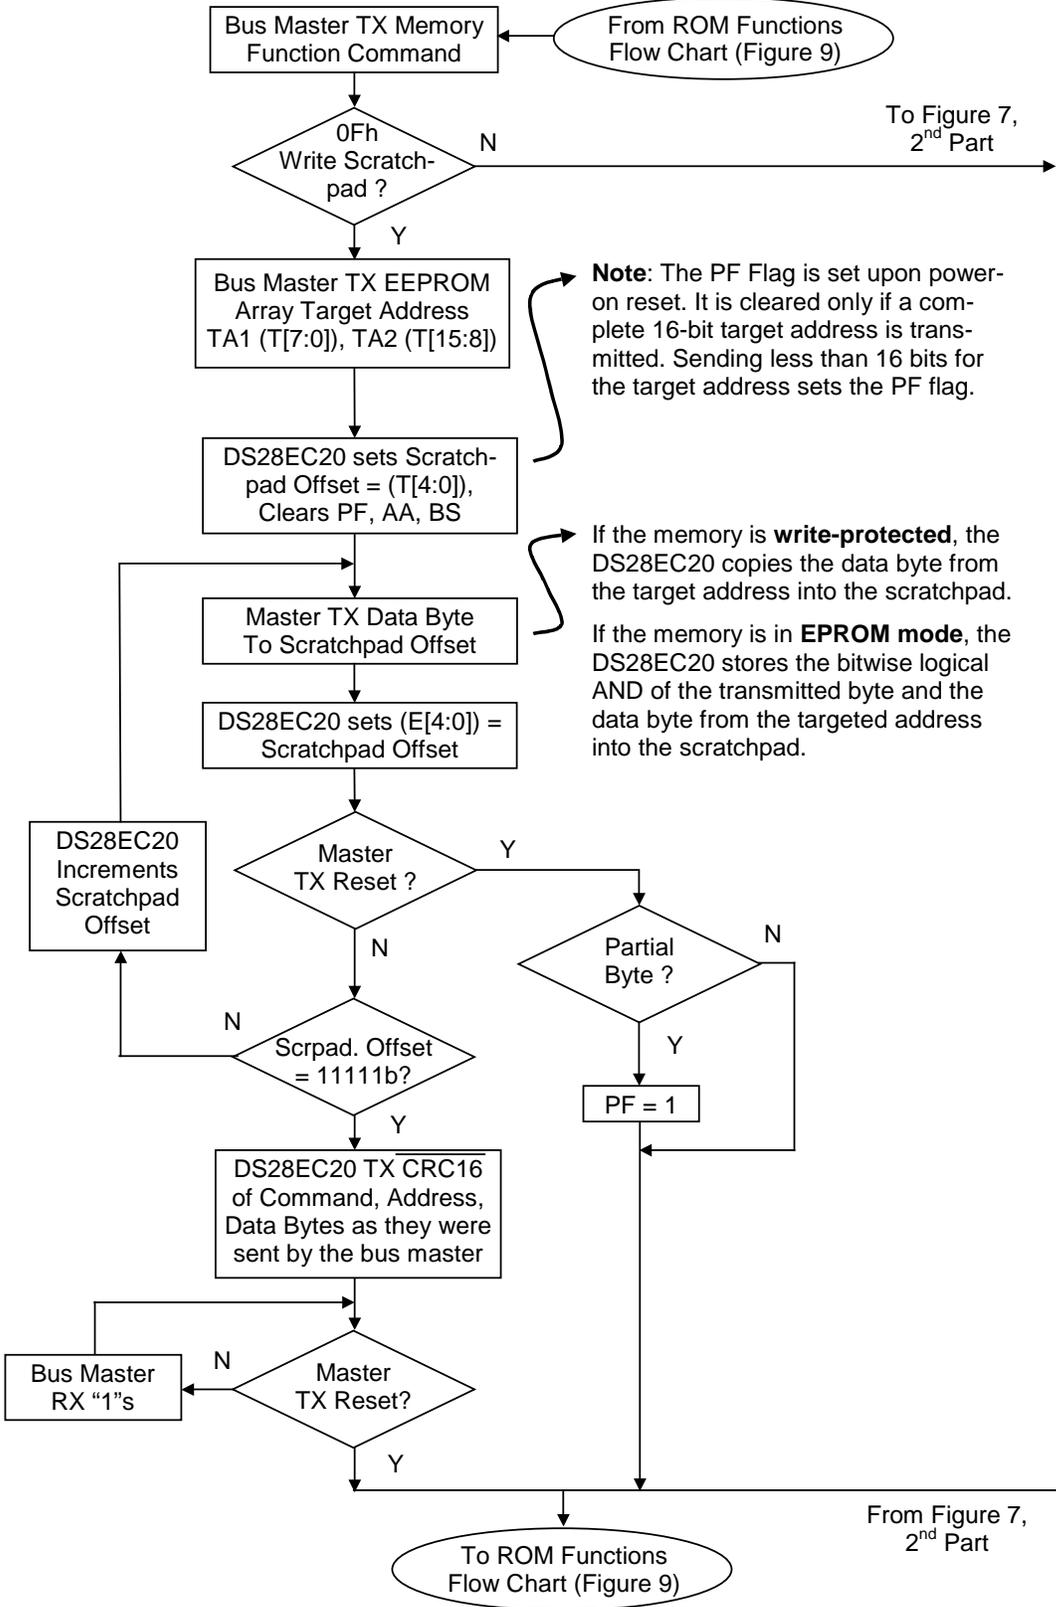 Bus Master TX Memory
Function Command
From ROM Functions
Flow Chart (Figure 9)
To Figure 7,
2nd Part
0Fh
Write Scratch-
pad ?
N
Y
Bus Master TX EEPROM
Array Target Address
TA1 (T[7:0]), TA2 (T[15:8])
Note: The PF Flag is set upon power-
on reset. It is cleared only if a com-
plete 16-bit target address is trans-
mitted. Sending less than 16 bits for
the target address sets the PF flag.
DS28EC20 sets Scratch-
pad Offset = (T[4:0]),
Clears PF, AA, BS
If the memory is write-protected, the
DS28EC20 copies the data byte from
the target address into the scratchpad.
If the memory is in EPROM mode, the
DS28EC20 stores the bitwise logical
AND of the transmitted byte and the
data byte from the targeted address
into the scratchpad.
Master TX Data Byte
To Scratchpad Offset
DS28EC20 sets (E[4:0]) =
Scratchpad Offset
DS28EC20
Increments
Scratchpad
Offset
Master
TX Reset ?
Y
N
Partial
Byte ?
N
Y
PF = 1
Scrpad. Offset
= 11111b?
N
Y
DS28EC20 TX CRC16
of Command, Address,
Data Bytes as they were
sent by the bus master
Bus Master
RX “1”s
N
Master
TX Reset?
Y
From Figure 7,
2nd Part
To ROM Functions
Flow Chart (Figure 9)